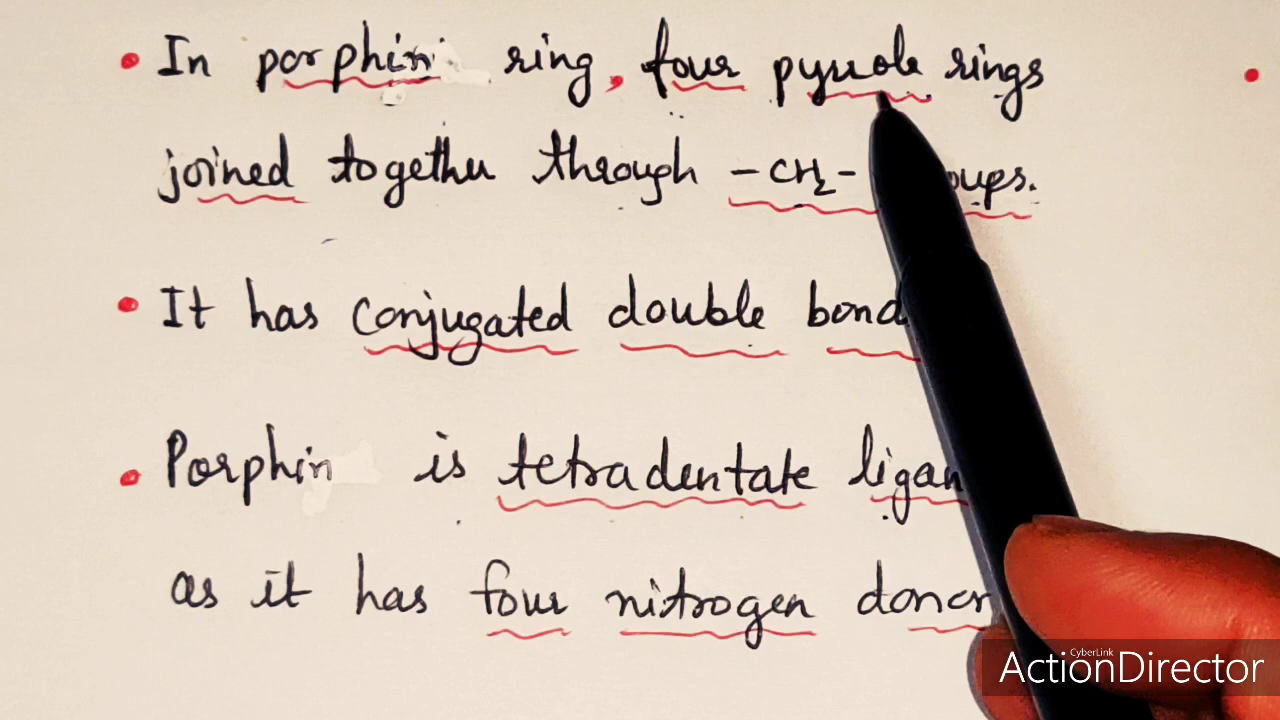 In porphin ring, four pyrrole rings
joined together through -CH2- groups.
It has conjugated double bond
Porphin is tetradentate ligan
as it has four nitrogen donor
CyberLink
ActionDirector